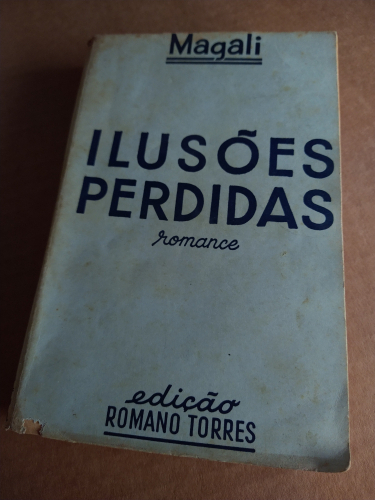 Magali
ILUSÕES
PERDIDAS
romance
edição
ROMANO TORRES